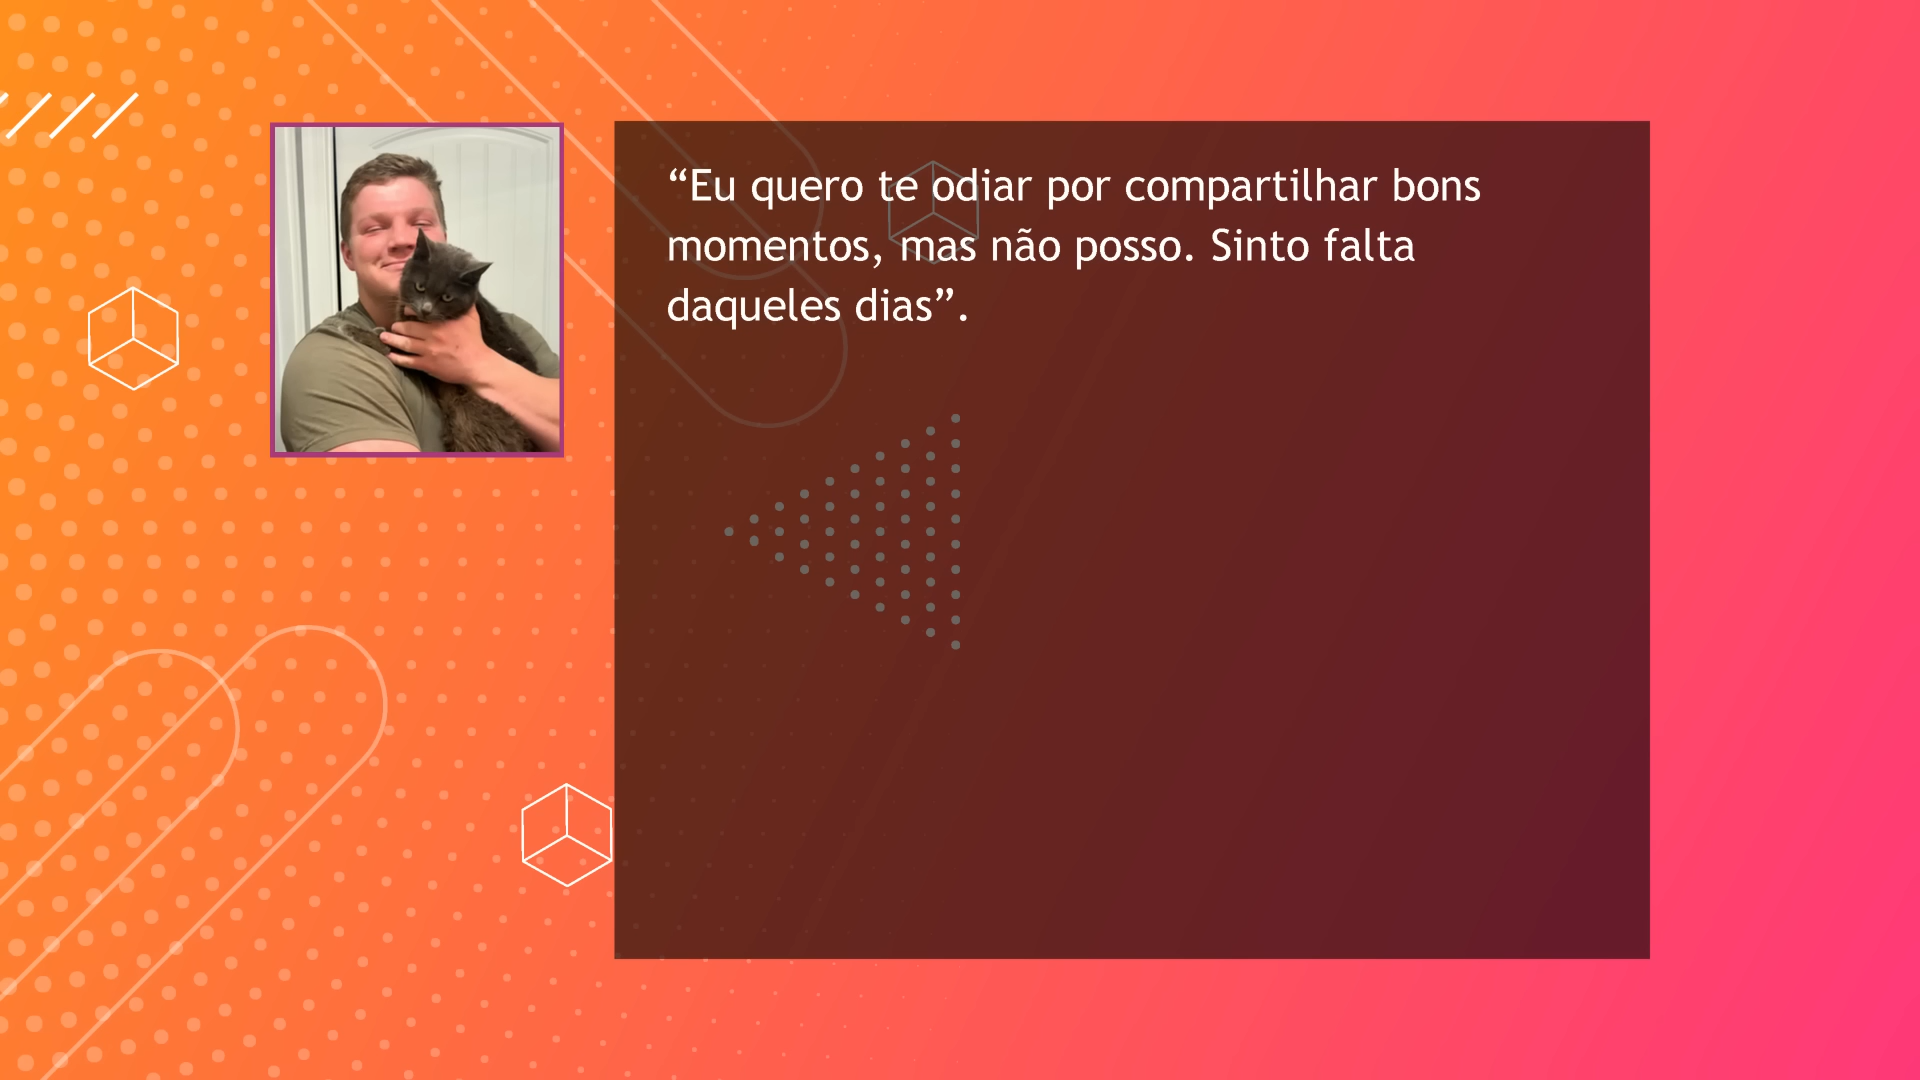 “Eu quero te odiar por compartilhar bons
momentos, mas não posso. Sinto falta
daqueles dias”.